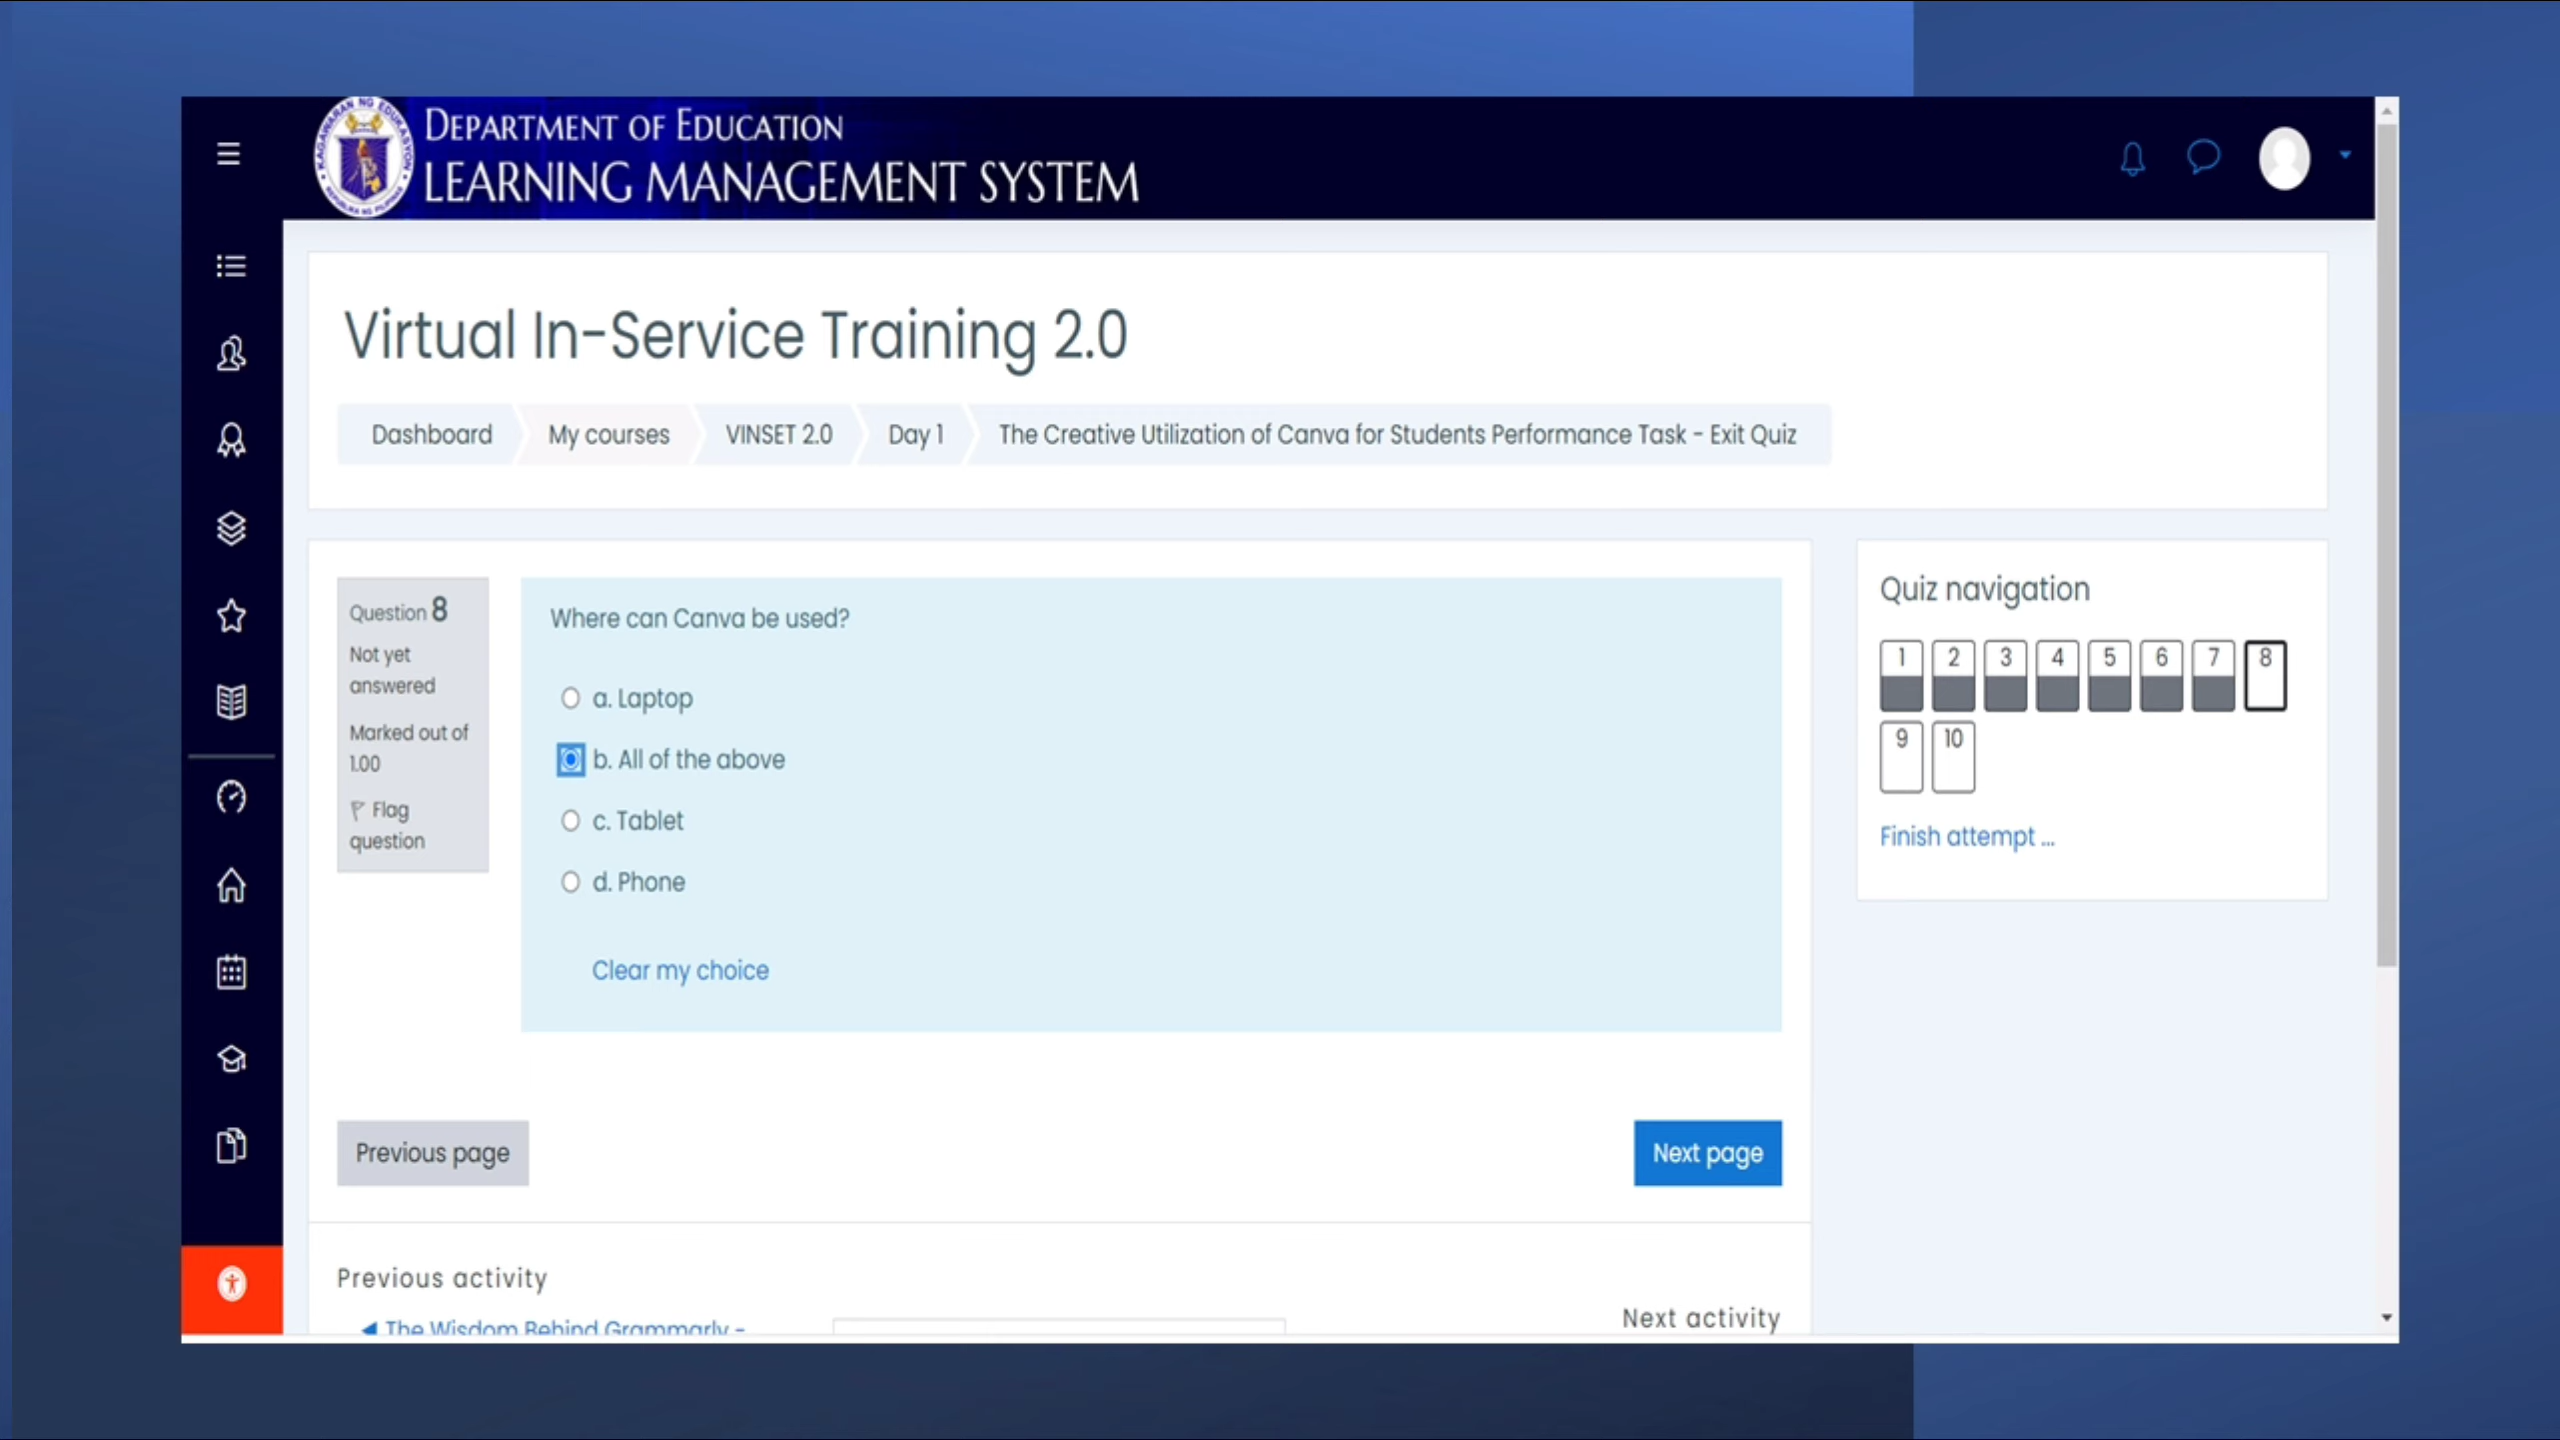 DEPARTMENT OF EDUCATION
LEARNING MANAGEMENT SYSTEM
Virtual In-Service Training 2.0
Dashboard
My courses
VINSET 2.0
Day 1
The Creative Utilization of Canva for Students Performance Task - Exit Quiz
Question 8
Not yet
answered
Marked out of
1.00
Flag
question
Where can Canva be used?
a. Laptop
b. All of the above
c. Tablet
d. Phone
Clear my choice
Quiz navigation
1 2 3 4 5 6 7 8
9 10
Finish attempt ...
Previous page
Next page
Previous activity
◀ The Wisdom Behind Grammarly -
Next activity